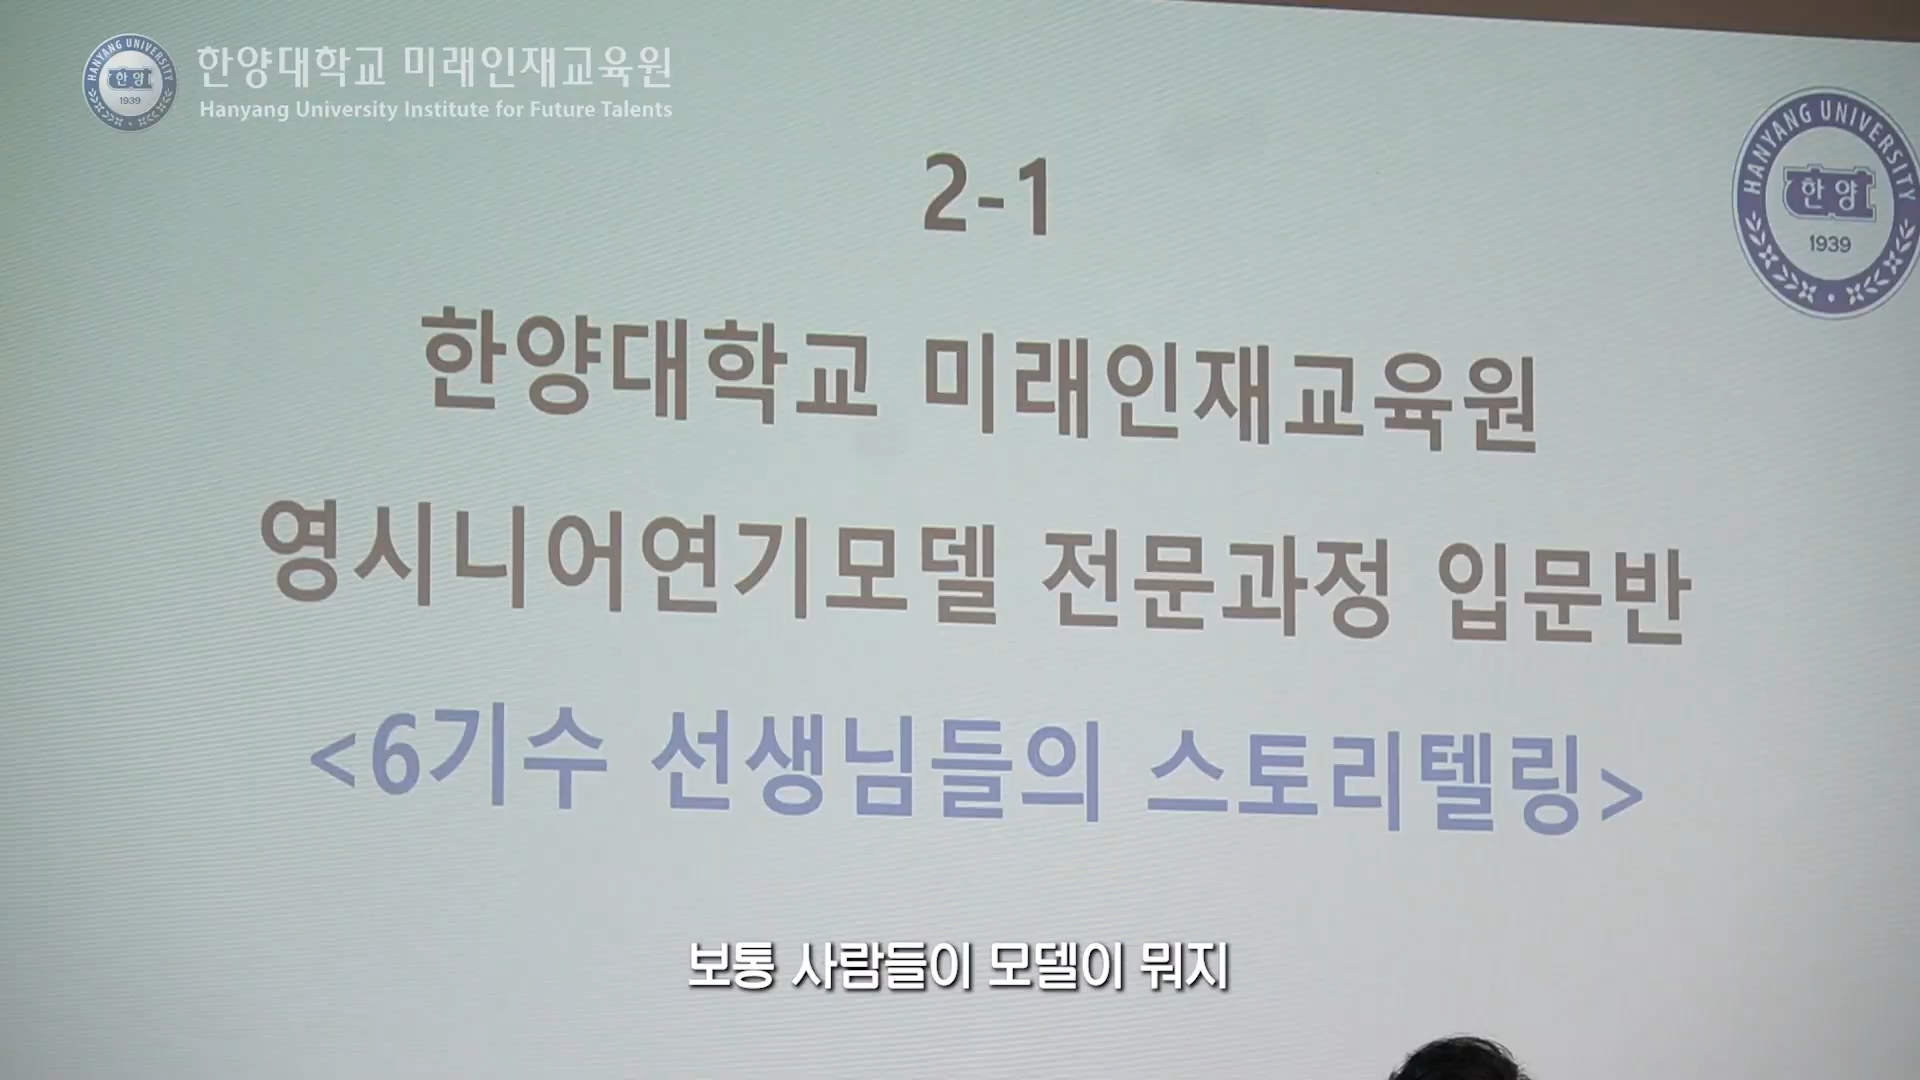 한양대학교 미래인재교육원
Hanyang University Institute for Future Talents
HANYANG UNIVERSITY
한양
1939
2-1
HANYANG UNIVERSITY
한양
1939
한양대학교 미래인재교육원
영시니어연기모델 전문과정 입문반
<6기수 선생님들의 스토리텔링>
보통 사람들이 모델이 뭐지